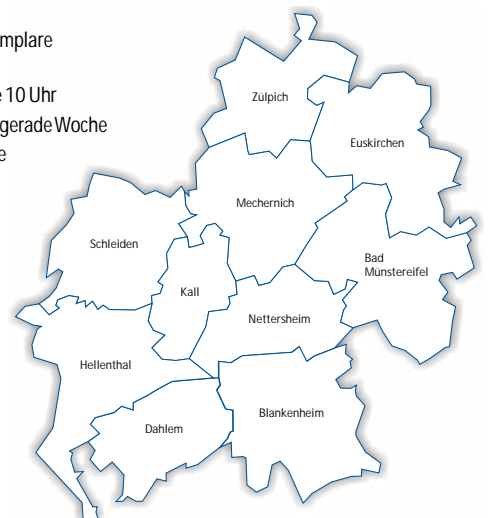 mplare
e 10 Uhr
gerade Woche
e
Zülpich
Euskirchen
Mechernich
Schleiden
Bad
Münstereifel
Kall
Nettersheim
Hellenthal
Blankenheim
Dahlem